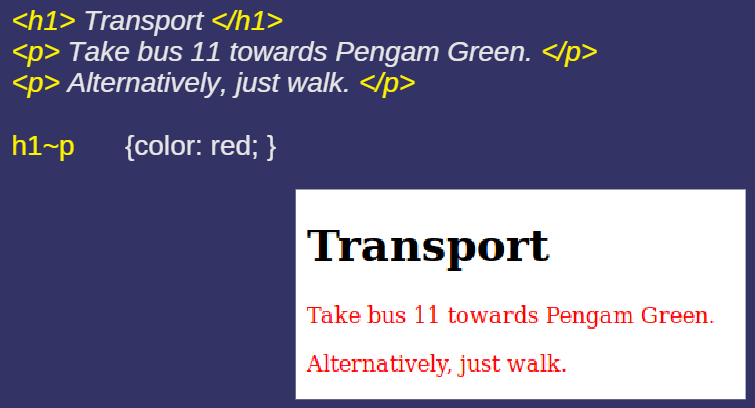 <h1> Transport </h1>
<p> Take bus 11 towards Pengam Green. </p>
<p> Alternatively, just walk. </p>
h1~p {color: red; }
Transport
Take bus 11 towards Pengam Green.
Alternatively, just walk.